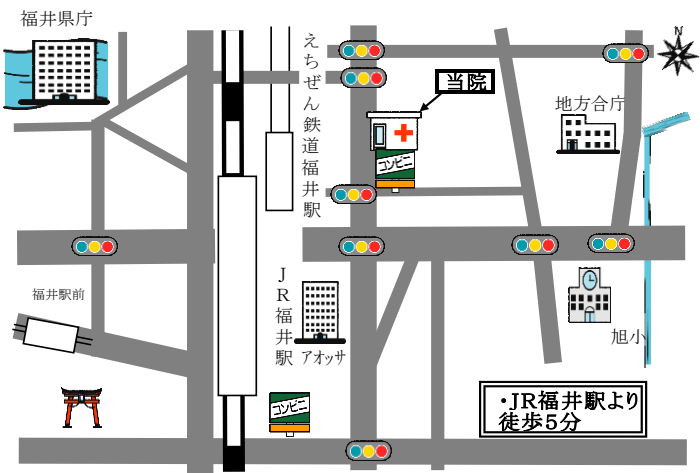 福井県庁
N
えちぜん鉄道福井駅
当院
地方合庁
コンビニ
福井駅前
JR福井駅
アオッサ
旭小
コンビニ
・JR福井駅より
徒歩5分